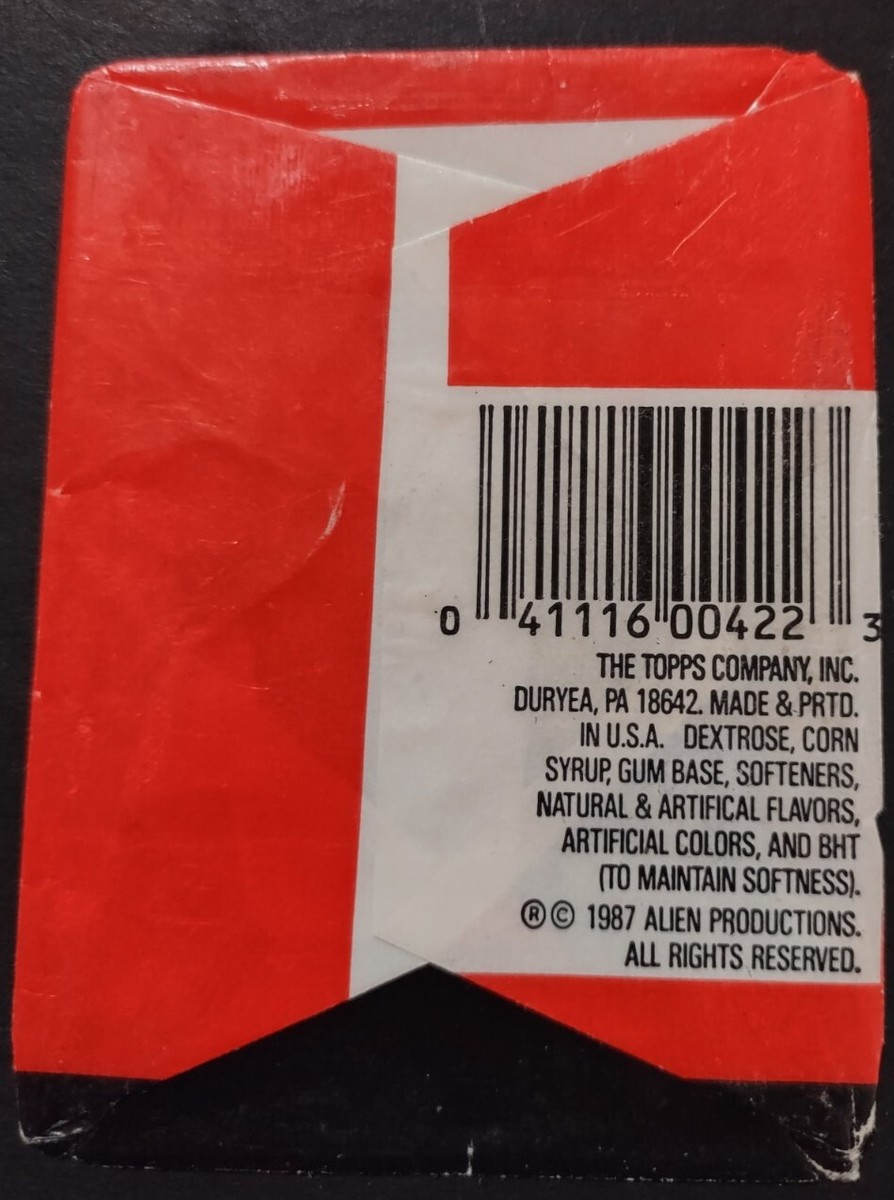 0 41116 00422 3
THE TOPPS COMPANY, INC.
DURYEA, PA 18642. MADE & PRTD.
IN U.S.A. DEXTROSE, CORN
SYRUP, GUM BASE, SOFTENERS,
NATURAL & ARTIFICAL FLAVORS,
ARTIFICIAL COLORS, AND BHT
(TO MAINTAIN SOFTNESS).
®© 1987 ALIEN PRODUCTIONS.
ALL RIGHTS RESERVED.